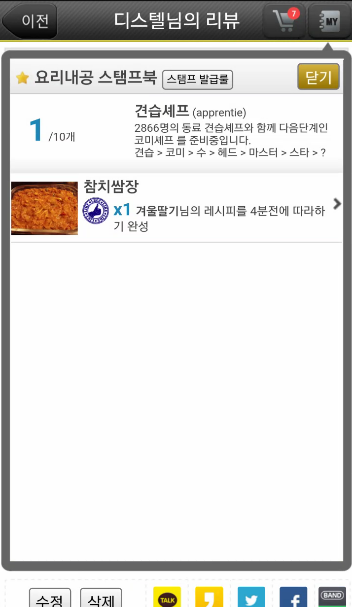 이전
디스텔님의 리뷰
7
MY
요리내공 스탬프북
스탬프 발급룰
닫기
1 /10개
견습셰프 (apprentie)
2866명의 동료 견습셰프와 함께 다음단계인
코미셰프 를 준비중입니다.
견습 > 코미 > 수 > 헤드 > 마스터 > 스타 > ?
참치쌈장
x1 겨울딸기님의 레시피를 4분전에 따라하
기 완성
수정
삭제
TALK
BAND